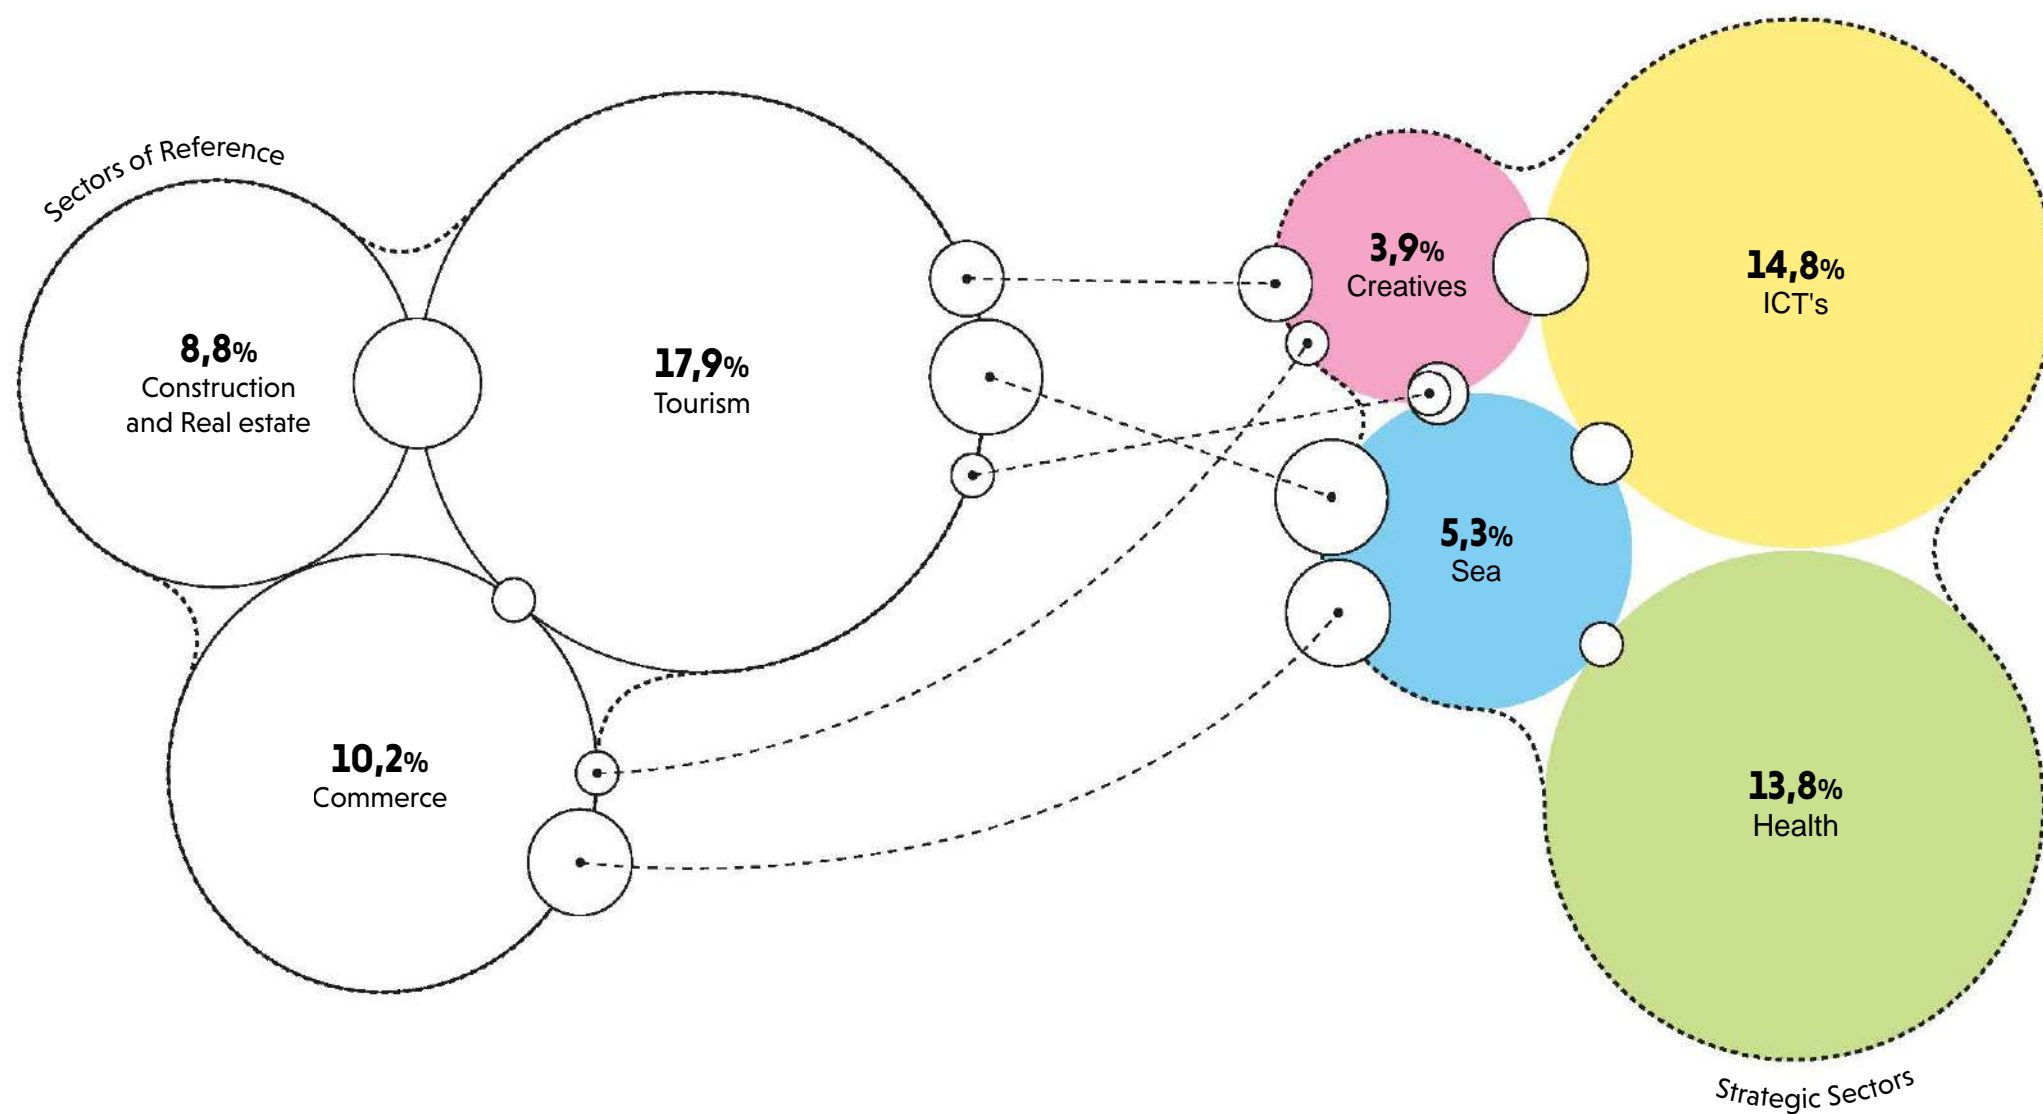 Sectors of Reference
8,8%
Construction
and Real estate
17,9%
Tourism
10,2%
Commerce
3,9%
Creatives
14,8%
ICT's
5,3%
Sea
13,8%
Health
Strategic Sectors